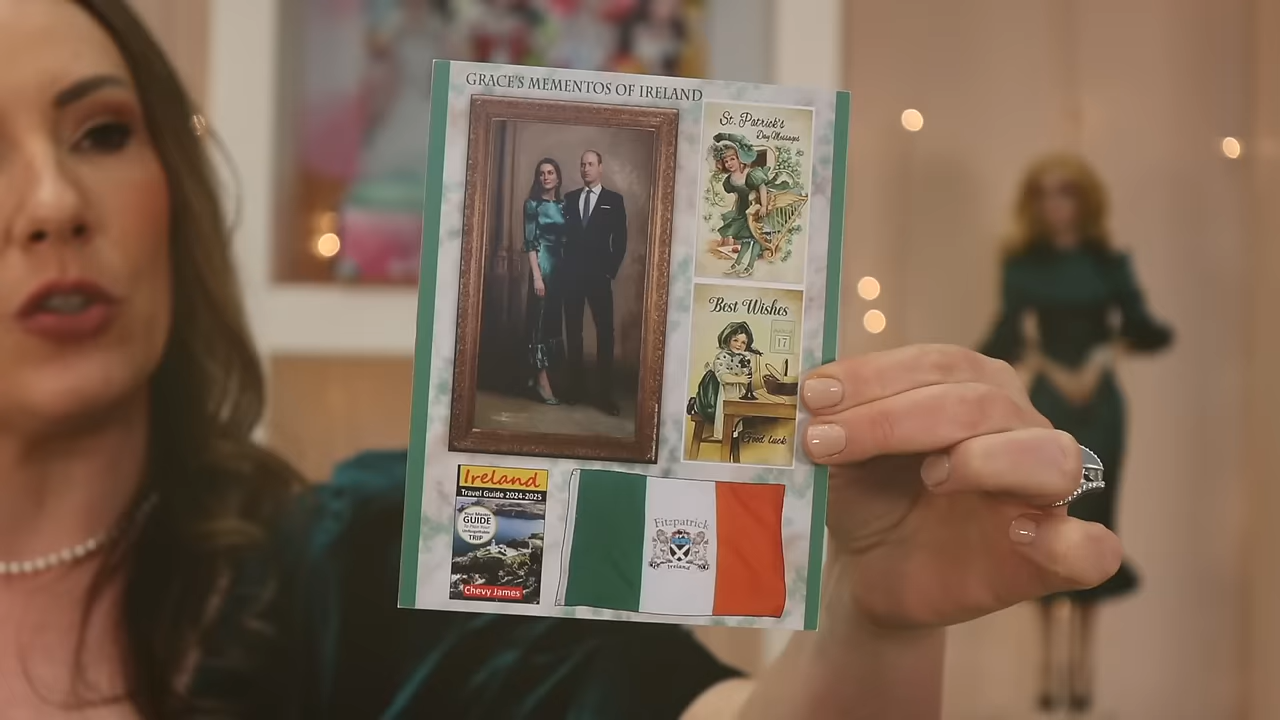 GRACE'S MEMENTOS OF IRELAND
St. Patrick's
Day Messages
Best Wishes
17
Good luck
Ireland
Travel Guide 2024-2025
GUIDE
TRIP
Chevy James
Fitzpatrick
Ireland